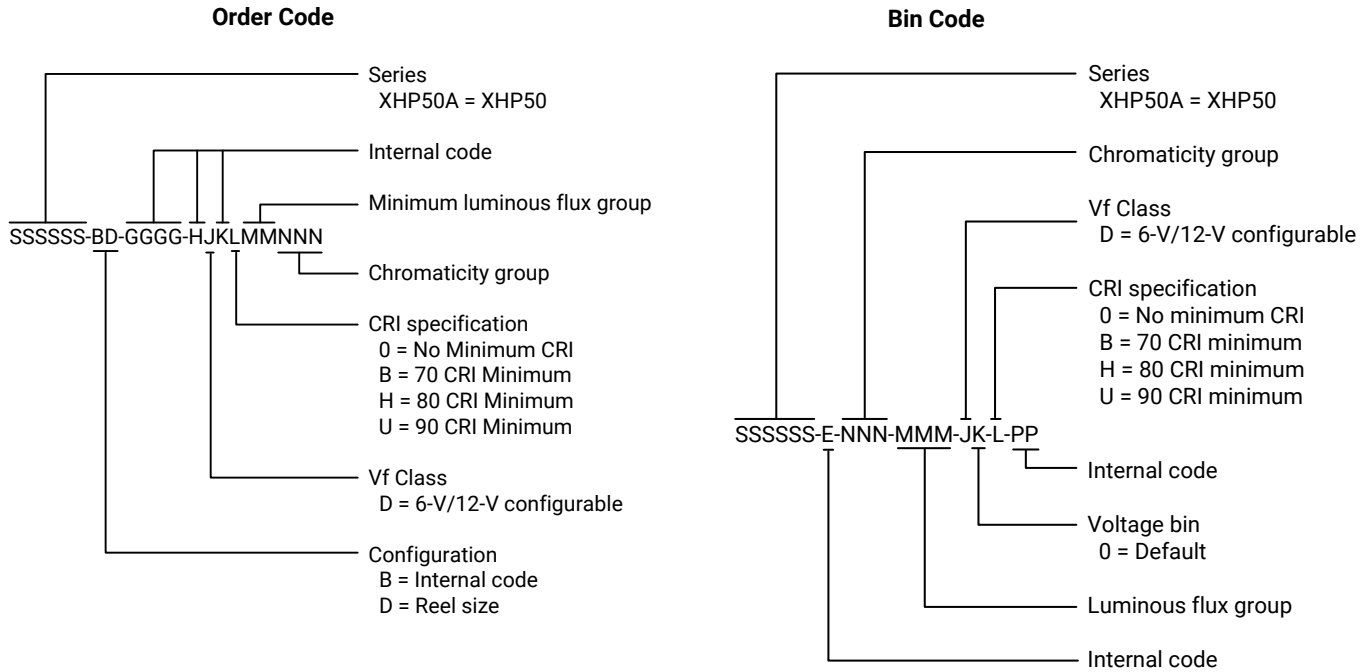 Order Code
Series
XHP50A = XHP50
Internal code
Minimum luminous flux group
SSSSSS-BD-GGGG-HJKLMMNNN
Chromaticity group
CRI specification
0 = No Minimum CRI
B = 70 CRI Minimum
H = 80 CRI Minimum
U = 90 CRI Minimum
Vf Class
D = 6-V/12-V configurable
Configuration
B = Internal code
D = Reel size
Bin Code
Series
XHP50A = XHP50
Chromaticity group
Vf Class
D = 6-V/12-V configurable
CRI specification
0 = No minimum CRI
B = 70 CRI minimum
H = 80 CRI minimum
U = 90 CRI minimum
SSSSSS-E-NNN-MMM-JK-L-PP
Internal code
Voltage bin
0 = Default
Luminous flux group
Internal code